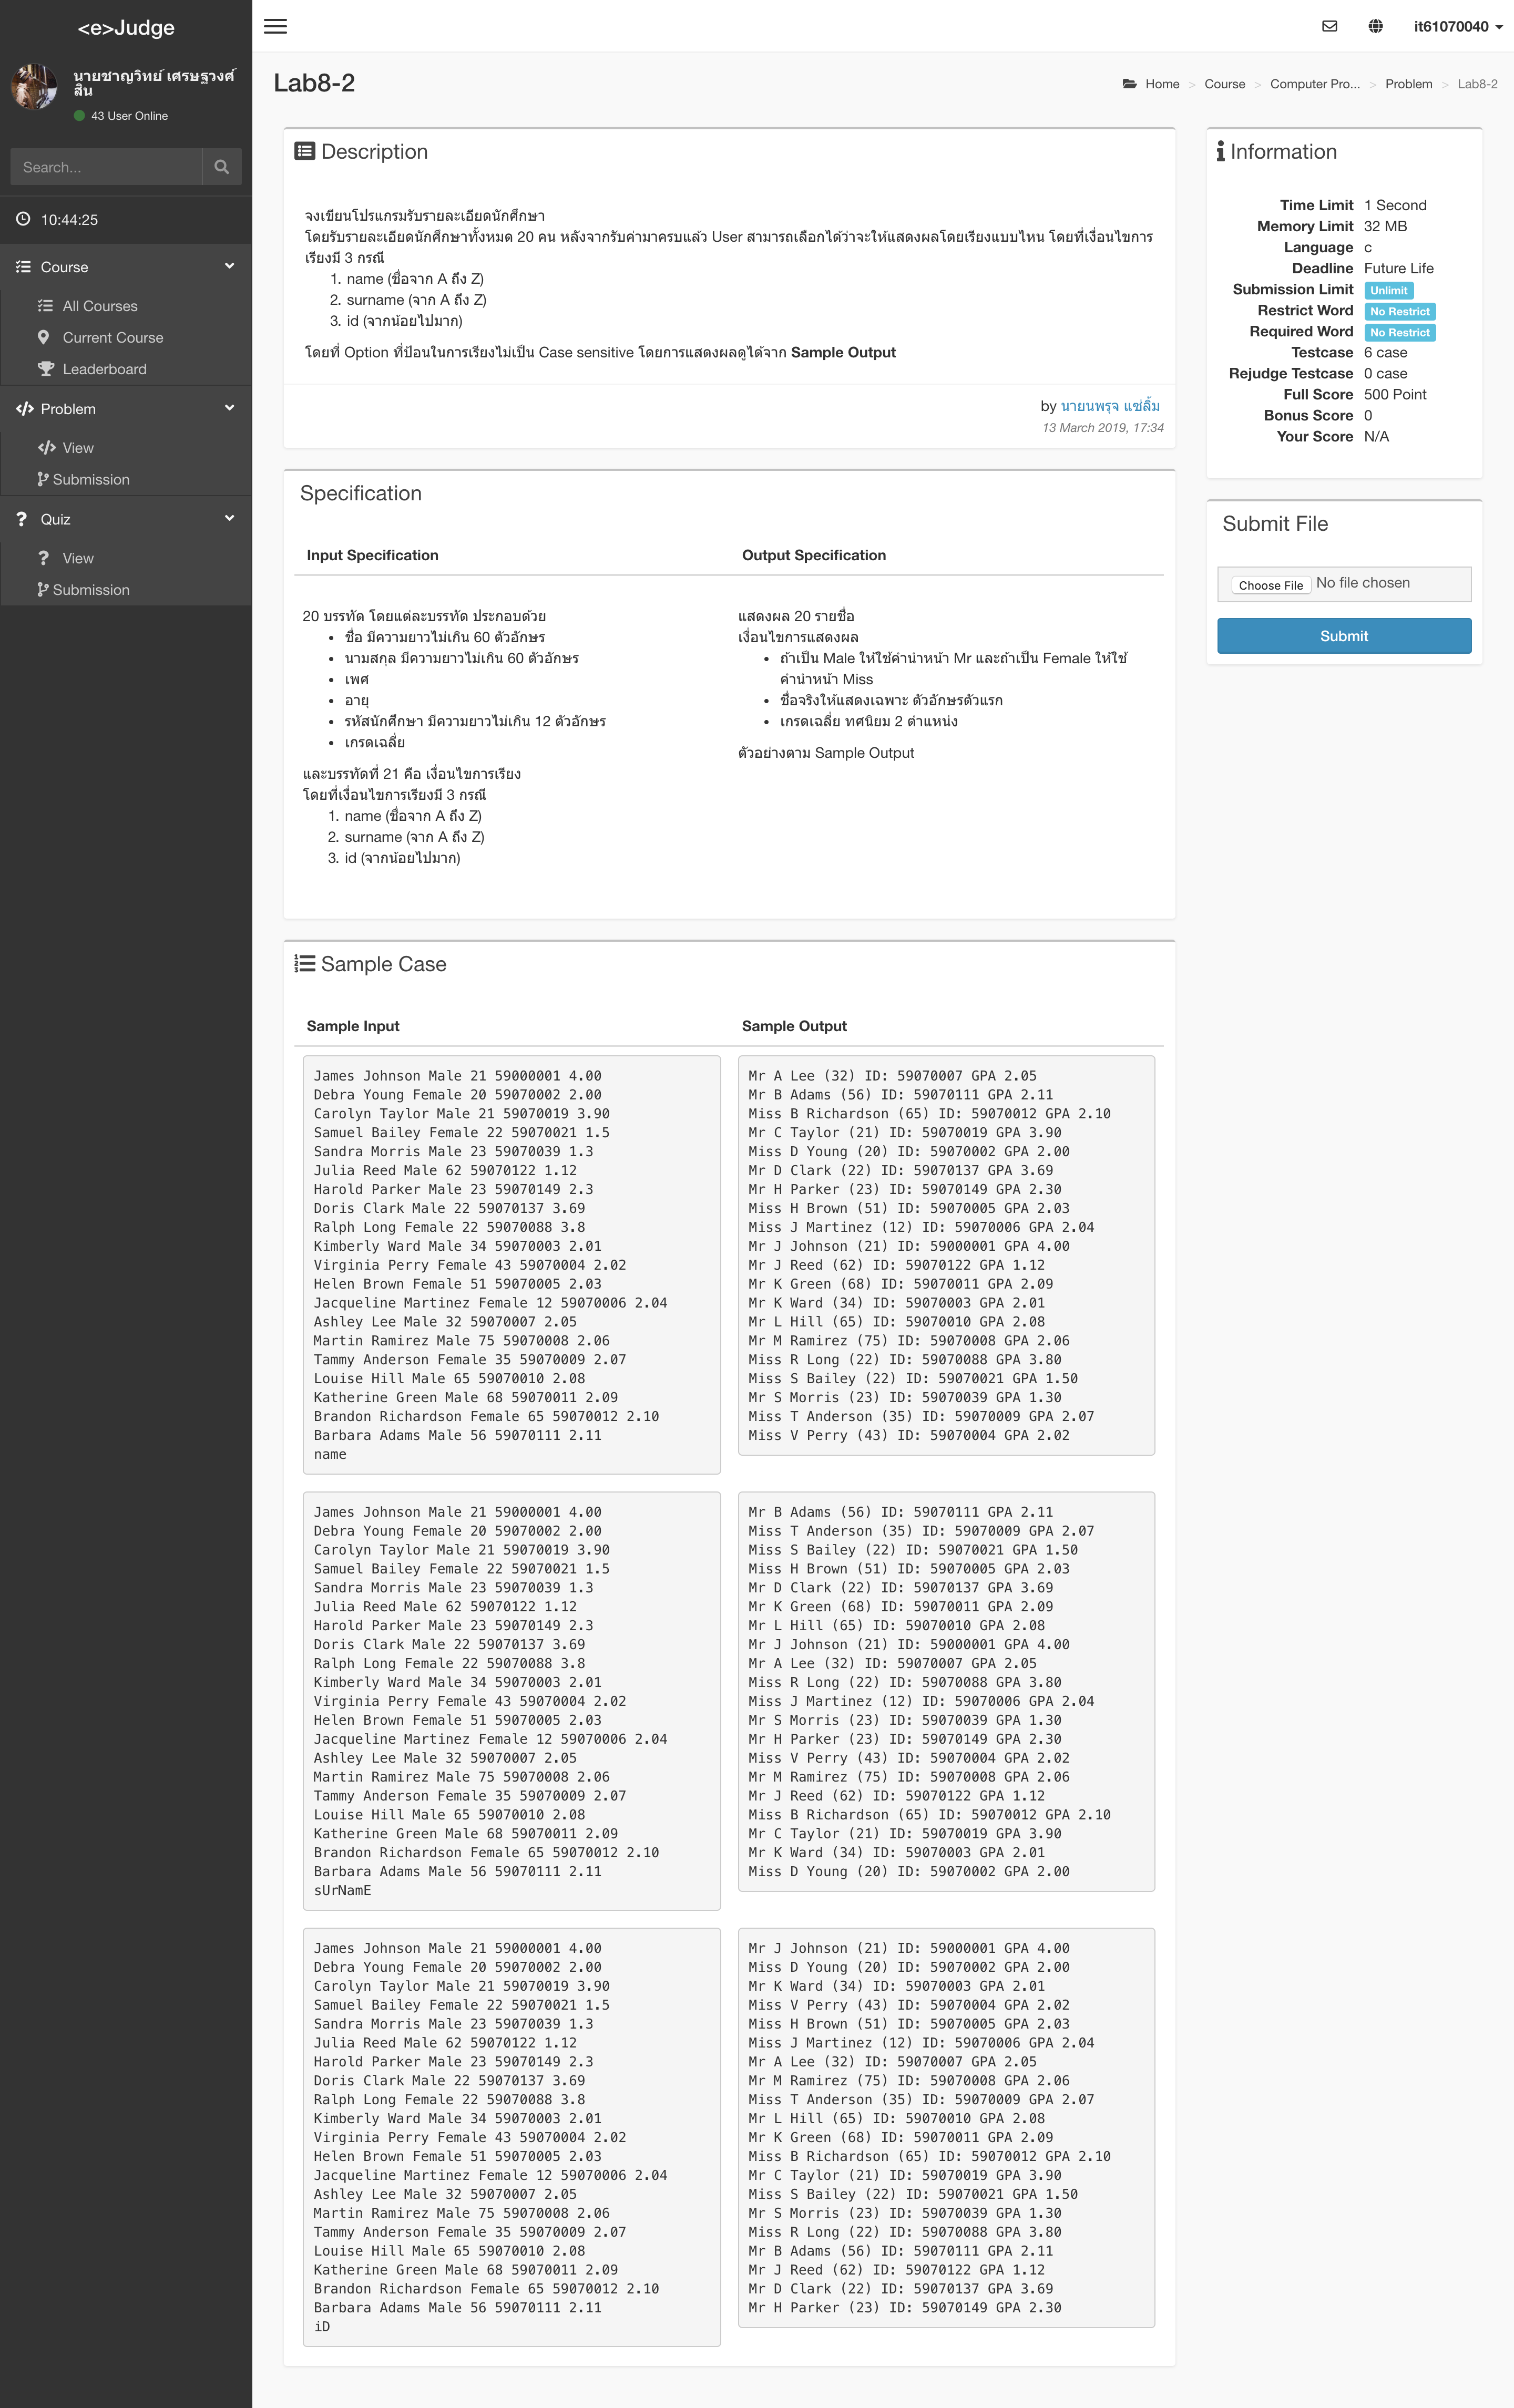 <e>Judge
นายชาญวิทย์ เศรษฐวงศ์
สิน
43 User Online
Search...
10:44:25
Course
All Courses
Current Course
Leaderboard
Problem
View
Submission
Quiz
View
Submission
it61070040
Lab8-2
Home > Course > Computer Pro... > Problem > Lab8-2
Description
จงเขียนโปรแกรมรับรายละเอียดนักศึกษา
โดยรับรายละเอียดนักศึกษาทั้งหมด 20 คน หลังจากรับค่ามาครบแล้ว User สามารถเลือกได้ว่าจะให้แสดงผลโดยเรียงแบบไหน โดยที่เงื่อนไขการ
เรียงมี 3 กรณี
1. name (ชื่อจาก A ถึง Z)
2. surname (จาก A ถึง Z)
3. id (จากน้อยไปมาก)
โดยที่ Option ที่ป้อนในการเรียงไม่เป็น Case sensitive โดยการแสดงผลดูได้จาก Sample Output
by นายนพรุจ แซ่ลิ้ม
13 March 2019, 17:34
Information
Time Limit 1 Second
Memory Limit 32 MB
Language c
Deadline Future Life
Submission Limit Unlimit
Restrict Word No Restrict
Required Word No Restrict
Testcase 6 case
Rejudge Testcase 0 case
Full Score 500 Point
Bonus Score 0
Your Score N/A
Submit File
Choose File No file chosen
Submit
Specification
Input Specification
20 บรรทัด โดยแต่ละบรรทัด ประกอบด้วย
• ชื่อ มีความยาวไม่เกิน 60 ตัวอักษร
• นามสกุล มีความยาวไม่เกิน 60 ตัวอักษร
• เพศ
• อายุ
• รหัสนักศึกษา มีความยาวไม่เกิน 12 ตัวอักษร
• เกรดเฉลี่ย
และบรรทัดที่ 21 คือ เงื่อนไขการเรียง
โดยที่เงื่อนไขการเรียงมี 3 กรณี
1. name (ชื่อจาก A ถึง Z)
2. surname (จาก A ถึง Z)
3. id (จากน้อยไปมาก)
Output Specification
แสดงผล 20 รายชื่อ
เงื่อนไขการแสดงผล
• ถ้าเป็น Male ให้ใช้คำนำหน้า Mr และถ้าเป็น Female ให้ใช้
คำนำหน้า Miss
• ชื่อจริงให้แสดงเฉพาะ ตัวอักษรตัวแรก
• เกรดเฉลี่ย ทศนิยม 2 ตำแหน่ง
ตัวอย่างตาม Sample Output
Sample Case
Sample Input
Sample Output
James Johnson Male 21 59000001 4.00
Debra Young Female 20 59070002 2.00
Carolyn Taylor Male 21 59070019 3.90
Samuel Bailey Female 22 59070021 1.5
Sandra Morris Male 23 59070039 1.3
Julia Reed Male 62 59070122 1.12
Harold Parker Male 23 59070149 2.3
Doris Clark Male 22 59070137 3.69
Ralph Long Female 22 59070088 3.8
Kimberly Ward Male 34 59070003 2.01
Virginia Perry Female 43 59070004 2.02
Helen Brown Female 51 59070005 2.03
Jacqueline Martinez Female 12 59070006 2.04
Ashley Lee Male 32 59070007 2.05
Martin Ramirez Male 75 59070008 2.06
Tammy Anderson Female 35 59070009 2.07
Louise Hill Male 65 59070010 2.08
Katherine Green Male 68 59070011 2.09
Brandon Richardson Female 65 59070012 2.10
Barbara Adams Male 56 59070111 2.11
name
Mr A Lee (32) ID: 59070007 GPA 2.05
Mr B Adams (56) ID: 59070111 GPA 2.11
Miss B Richardson (65) ID: 59070012 GPA 2.10
Mr C Taylor (21) ID: 59070019 GPA 3.90
Miss D Young (20) ID: 59070002 GPA 2.00
Mr D Clark (22) ID: 59070137 GPA 3.69
Mr H Parker (23) ID: 59070149 GPA 2.30
Miss H Brown (51) ID: 59070005 GPA 2.03
Miss J Martinez (12) ID: 59070006 GPA 2.04
Mr J Johnson (21) ID: 59000001 GPA 4.00
Mr J Reed (62) ID: 59070122 GPA 1.12
Mr K Green (68) ID: 59070011 GPA 2.09
Mr K Ward (34) ID: 59070003 GPA 2.01
Mr L Hill (65) ID: 59070010 GPA 2.08
Mr M Ramirez (75) ID: 59070008 GPA 2.06
Miss R Long (22) ID: 59070088 GPA 3.80
Miss S Bailey (22) ID: 59070021 GPA 1.50
Mr S Morris (23) ID: 59070039 GPA 1.30
Miss T Anderson (35) ID: 59070009 GPA 2.07
Miss V Perry (43) ID: 59070004 GPA 2.02
James Johnson Male 21 59000001 4.00
Debra Young Female 20 59070002 2.00
Carolyn Taylor Male 21 59070019 3.90
Samuel Bailey Female 22 59070021 1.5
Sandra Morris Male 23 59070039 1.3
Julia Reed Male 62 59070122 1.12
Harold Parker Male 23 59070149 2.3
Doris Clark Male 22 59070137 3.69
Ralph Long Female 22 59070088 3.8
Kimberly Ward Male 34 59070003 2.01
Virginia Perry Female 43 59070004 2.02
Helen Brown Female 51 59070005 2.03
Jacqueline Martinez Female 12 59070006 2.04
Ashley Lee Male 32 59070007 2.05
Martin Ramirez Male 75 59070008 2.06
Tammy Anderson Female 35 59070009 2.07
Louise Hill Male 65 59070010 2.08
Katherine Green Male 68 59070011 2.09
Brandon Richardson Female 65 59070012 2.10
Barbara Adams Male 56 59070111 2.11
sUrNamE
Mr B Adams (56) ID: 59070111 GPA 2.11
Miss T Anderson (35) ID: 59070009 GPA 2.07
Miss S Bailey (22) ID: 59070021 GPA 1.50
Miss H Brown (51) ID: 59070005 GPA 2.03
Mr D Clark (22) ID: 59070137 GPA 3.69
Mr K Green (68) ID: 59070011 GPA 2.09
Mr L Hill (65) ID: 59070010 GPA 2.08
Mr J Johnson (21) ID: 59000001 GPA 4.00
Mr A Lee (32) ID: 59070007 GPA 2.05
Miss R Long (22) ID: 59070088 GPA 3.80
Miss J Martinez (12) ID: 59070006 GPA 2.04
Mr S Morris (23) ID: 59070039 GPA 1.30
Mr H Parker (23) ID: 59070149 GPA 2.30
Miss V Perry (43) ID: 59070004 GPA 2.02
Mr M Ramirez (75) ID: 59070008 GPA 2.06
Mr J Reed (62) ID: 59070122 GPA 1.12
Miss B Richardson (65) ID: 59070012 GPA 2.10
Mr C Taylor (21) ID: 59070019 GPA 3.90
Mr K Ward (34) ID: 59070003 GPA 2.01
Miss D Young (20) ID: 59070002 GPA 2.00
James Johnson Male 21 59000001 4.00
Debra Young Female 20 59070002 2.00
Carolyn Taylor Male 21 59070019 3.90
Samuel Bailey Female 22 59070021 1.5
Sandra Morris Male 23 59070039 1.3
Julia Reed Male 62 59070122 1.12
Harold Parker Male 23 59070149 2.3
Doris Clark Male 22 59070137 3.69
Ralph Long Female 22 59070088 3.8
Kimberly Ward Male 34 59070003 2.01
Virginia Perry Female 43 59070004 2.02
Helen Brown Female 51 59070005 2.03
Jacqueline Martinez Female 12 59070006 2.04
Ashley Lee Male 32 59070007 2.05
Martin Ramirez Male 75 59070008 2.06
Tammy Anderson Female 35 59070009 2.07
Louise Hill Male 65 59070010 2.08
Katherine Green Male 68 59070011 2.09
Brandon Richardson Female 65 59070012 2.10
Barbara Adams Male 56 59070111 2.11
iD
Mr J Johnson (21) ID: 59000001 GPA 4.00
Miss D Young (20) ID: 59070002 GPA 2.00
Mr K Ward (34) ID: 59070003 GPA 2.01
Miss V Perry (43) ID: 59070004 GPA 2.02
Miss H Brown (51) ID: 59070005 GPA 2.03
Miss J Martinez (12) ID: 59070006 GPA 2.04
Mr A Lee (32) ID: 59070007 GPA 2.05
Mr M Ramirez (75) ID: 59070008 GPA 2.06
Miss T Anderson (35) ID: 59070009 GPA 2.07
Mr L Hill (65) ID: 59070010 GPA 2.08
Mr K Green (68) ID: 59070011 GPA 2.09
Miss B Richardson (65) ID: 59070012 GPA 2.10
Mr C Taylor (21) ID: 59070019 GPA 3.90
Miss S Bailey (22) ID: 59070021 GPA 1.50
Mr S Morris (23) ID: 59070039 GPA 1.30
Miss R Long (22) ID: 59070088 GPA 3.80
Mr B Adams (56) ID: 59070111 GPA 2.11
Mr J Reed (62) ID: 59070122 GPA 1.12
Mr D Clark (22) ID: 59070137 GPA 3.69
Mr H Parker (23) ID: 59070149 GPA 2.30